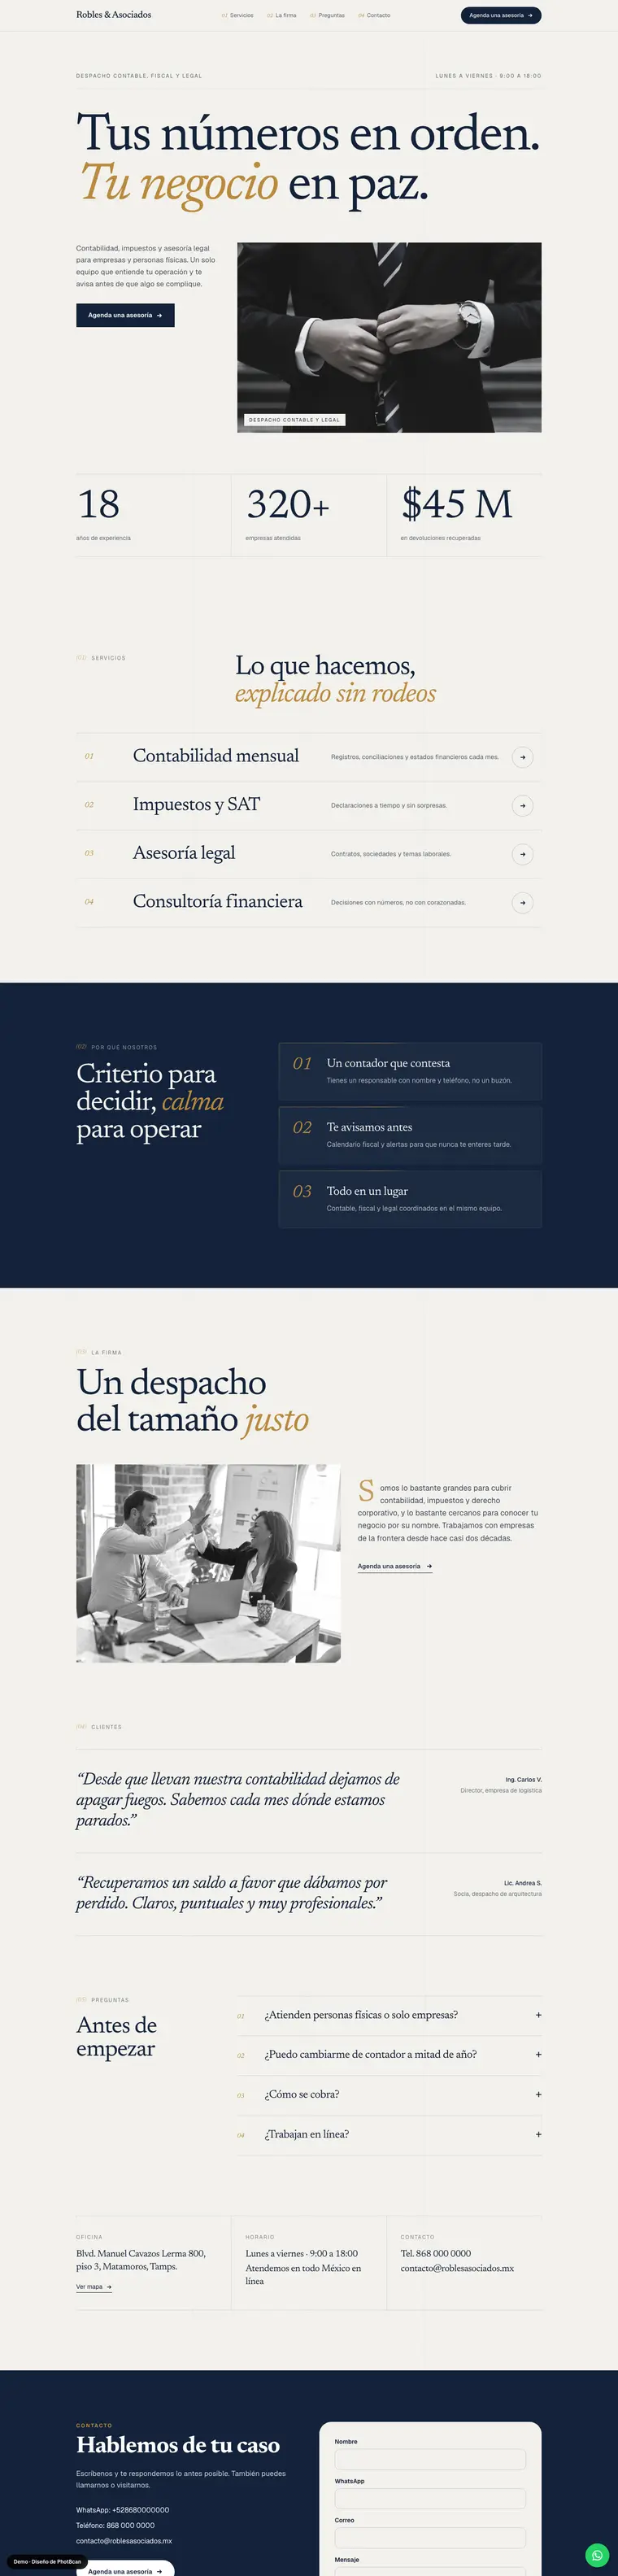 Robles & Asociados
01 Servicios 02 La firma 03 Preguntas 04 Contacto
Agenda una asesoría →
DESPACHO CONTABLE, FISCAL Y LEGAL
LUNES A VIERNES · 9:00 A 18:00
Tus números en orden.
Tu negocio en paz.
Contabilidad, impuestos y asesoría legal
para empresas y personas físicas. Un solo
equipo que entiende tu operación y te
avisa antes de que algo se complique.
Agenda una asesoría →
DESPACHO CONTABLE Y LEGAL
18
años de experiencia
320+
empresas atendidas
$45 M
en devoluciones recuperadas
(01) SERVICIOS
Lo que hacemos,
explicado sin rodeos
01 Contabilidad mensual Registros, conciliaciones y estados financieros cada mes. →
02 Impuestos y SAT Declaraciones a tiempo y sin sorpresas. →
03 Asesoría legal Contratos, sociedades y temas laborales. →
04 Consultoría financiera Decisiones con números, no con corazonadas. →
(02) POR QUÉ NOSOTROS
Criterio para
decidir, calma
para operar
01 Un contador que contesta
Tienes un responsable con nombre y teléfono, no un buzón.
02 Te avisamos antes
Calendario fiscal y alertas para que nunca te enteres tarde.
03 Todo en un lugar
Contable, fiscal y legal coordinados en el mismo equipo.
(03) LA FIRMA
Un despacho
del tamaño justo
Somos lo bastante grandes para cubrir
contabilidad, impuestos y derecho
corporativo, y lo bastante cercanos para conocer tu
negocio por su nombre. Trabajamos con empresas
de la frontera desde hace casi dos décadas.
Agenda una asesoría →
(04) CLIENTES
“Desde que llevan nuestra contabilidad dejamos de
apagar fuegos. Sabemos cada mes dónde estamos
parados.”
Ing. Carlos V.
Director, empresa de logística
“Recuperamos un saldo a favor que dábamos por
perdido. Claros, puntuales y muy profesionales.”
Lic. Andrea S.
Socia, despacho de arquitectura
(05) PREGUNTAS
Antes de
empezar
01 ¿Atienden personas físicas o solo empresas? +
02 ¿Puedo cambiarme de contador a mitad de año? +
03 ¿Cómo se cobra? +
04 ¿Trabajan en línea? +
OFICINA
Blvd. Manuel Cavazos Lerma 800,
piso 3, Matamoros, Tamps.
Ver mapa →
HORARIO
Lunes a viernes · 9:00 a 18:00
Atendemos en todo México en
línea
CONTACTO
Tel. 868 000 0000
contacto@roblesasociados.mx
CONTACTO
Hablemos de tu caso
Escríbenos y te respondemos lo antes posible. También puedes
llamarnos o visitarnos.
WhatsApp: +528680000000
Teléfono: 868 000 0000
contacto@roblesasociados.mx
Agenda una asesoría →
Nombre
WhatsApp
Correo
Mensaje
Demo · Diseño de PhotBcan